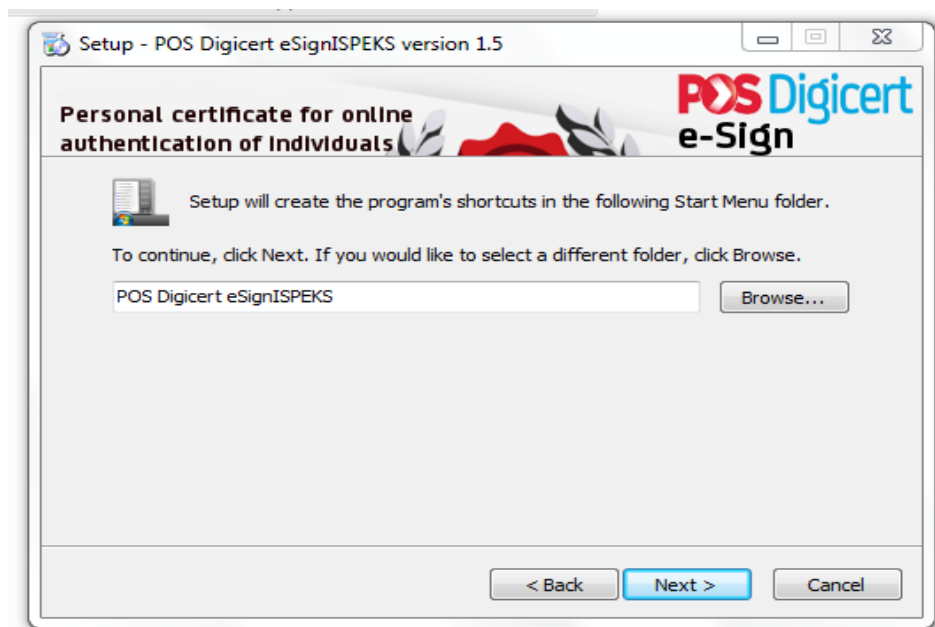 Setup - POS Digicert eSignISPEKS version 1.5
Personal certificate for online
authentication of individuals
POS Digicert
e-Sign
Setup will create the program's shortcuts in the following Start Menu folder.
To continue, click Next. If you would like to select a different folder, click Browse.
POS Digicert eSignISPEKS
Browse...
< Back
Next >
Cancel